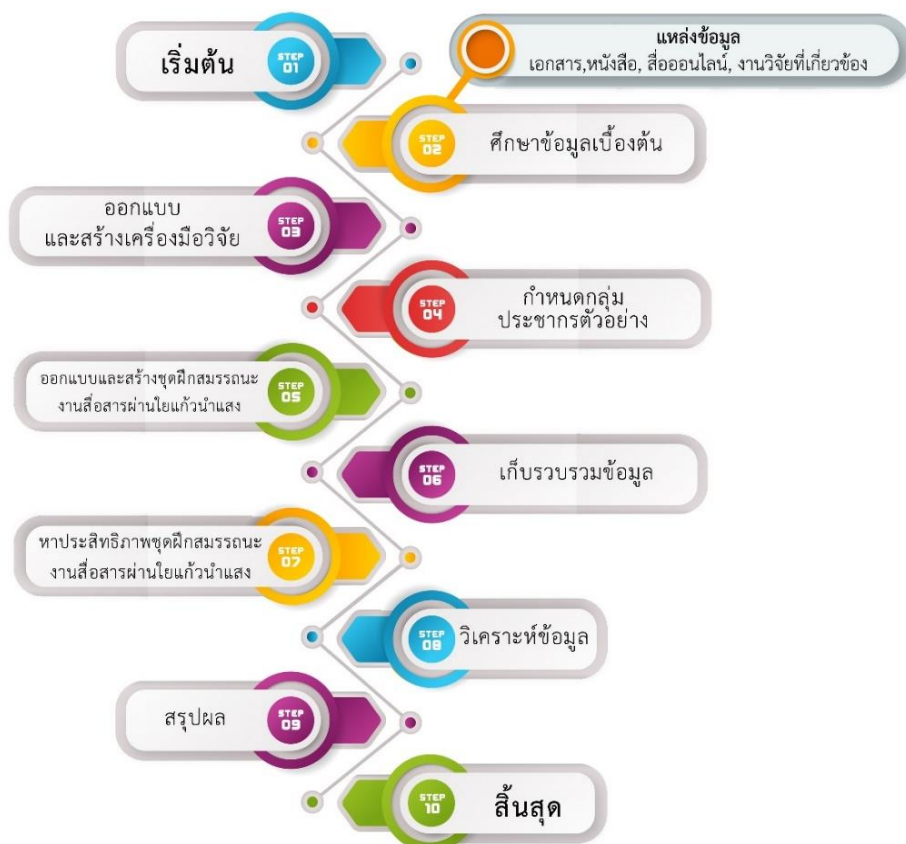 เริ่มต้น
STEP
01
แหล่งข้อมูล
เอกสาร,หนังสือ, สื่อออนไลน์, งานวิจัยที่เกี่ยวข้อง
STEP
02
ศึกษาข้อมูลเบื้องต้น
ออกแบบ
และสร้างเครื่องมือวิจัย
STEP
03
STEP
04
กำหนดกลุ่ม
ประชากรตัวอย่าง
ออกแบบและสร้างชุดฝึกสมรรถนะ
งานสื่อสารผ่านใยแก้วนำแสง
STEP
05
STEP
06
เก็บรวบรวมข้อมูล
หาประสิทธิภาพชุดฝึกสมรรถนะ
งานสื่อสารผ่านใยแก้วนำแสง
STEP
07
STEP
08
วิเคราะห์ข้อมูล
สรุปผล
STEP
09
STEP
10
สิ้นสุด